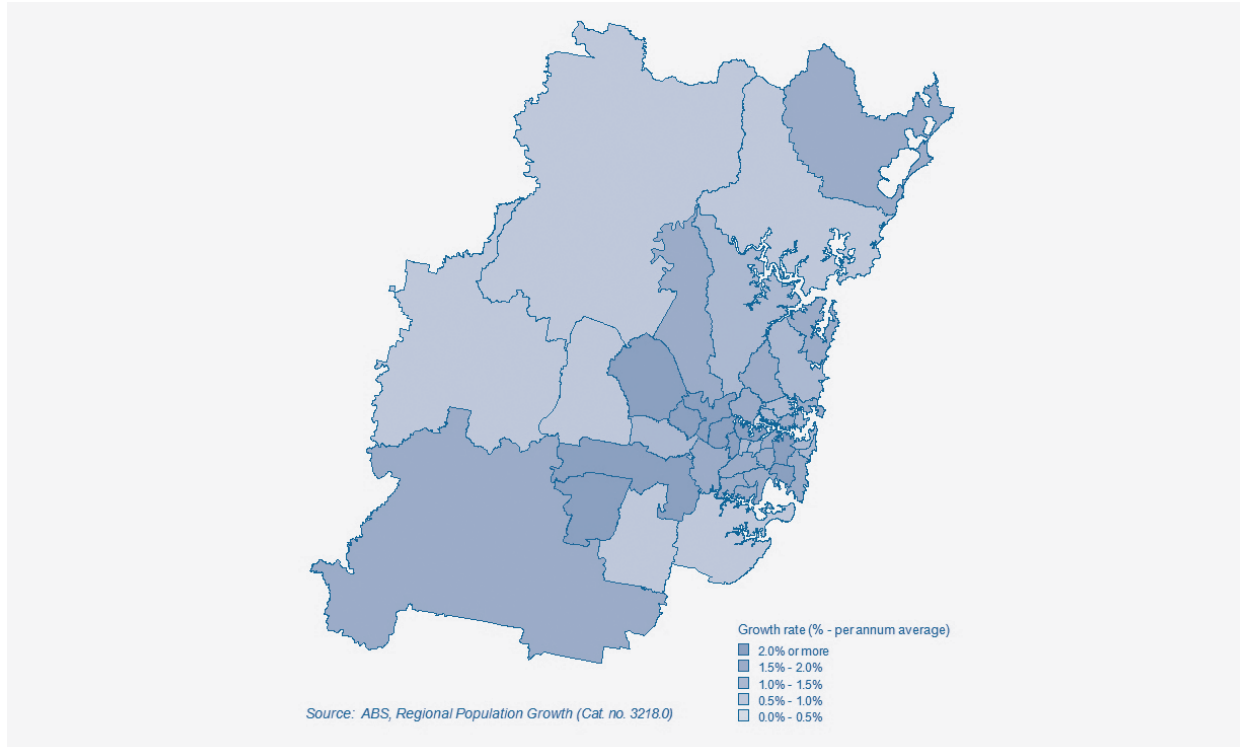 Growth rate (% - per annum average)
2.0% or more
1.5% - 2.0%
1.0% - 1.5%
0.5% - 1.0%
0.0% - 0.5%
Source: ABS, Regional Population Growth (Cat. no. 3218.0)